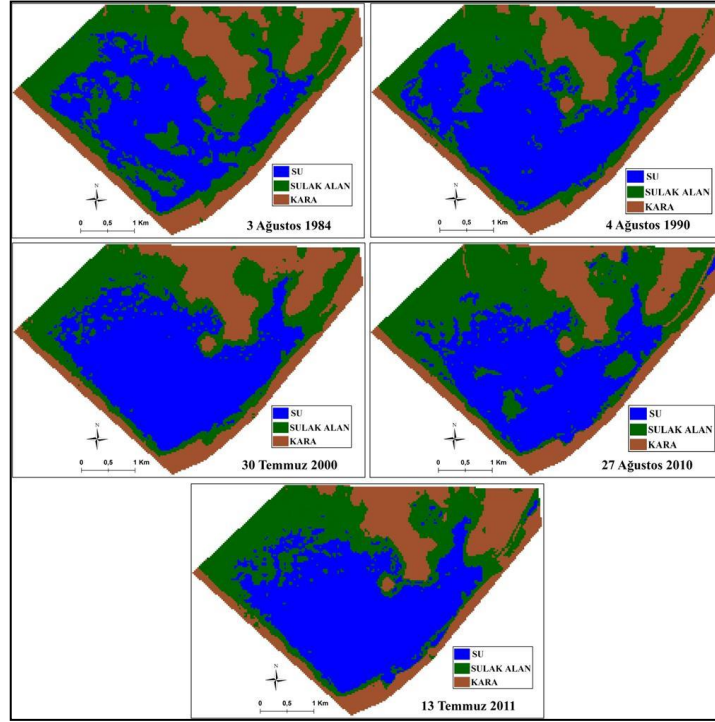 SU
SULAK ALAN
KARA
N
0 0,5 1 Km
3 Ağustos 1984
SU
SULAK ALAN
KARA
N
0 0,5 1 Km
4 Ağustos 1990
SU
SULAK ALAN
KARA
N
0 0,5 1 Km
30 Temmuz 2000
SU
SULAK ALAN
KARA
N
0 0,5 1 Km
27 Ağustos 2010
SU
SULAK ALAN
KARA
N
0 0,5 1 Km
13 Temmuz 2011